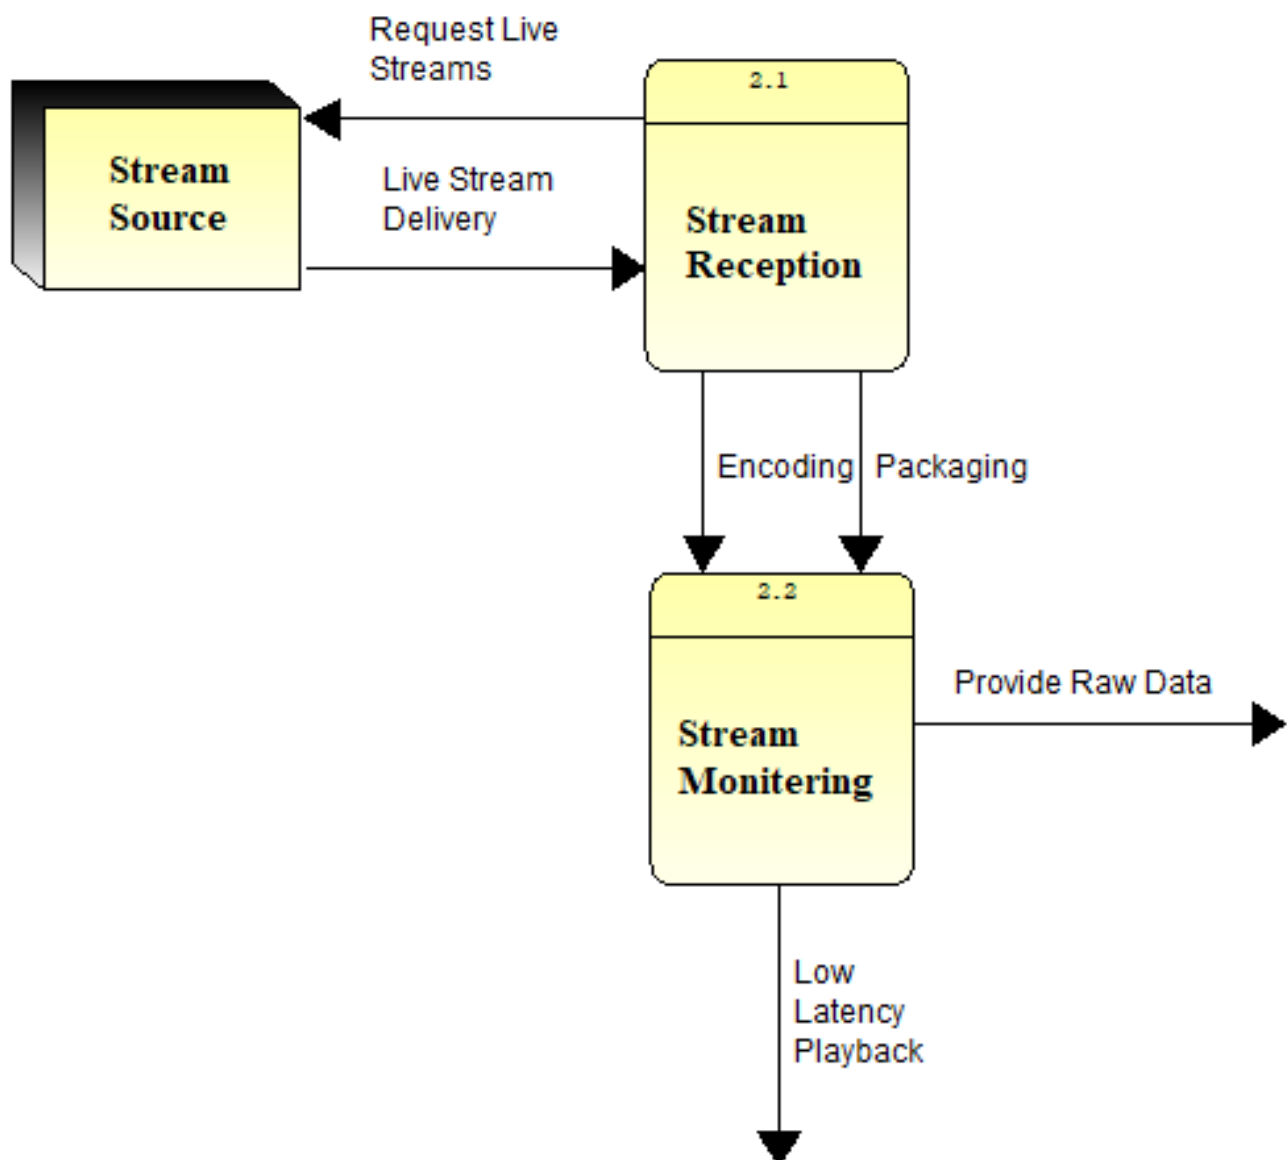 Request Live
Streams
2.1
Stream
Source
Live Stream
Delivery
Stream
Reception
Encoding
Packaging
2.2
Provide Raw Data
Stream
Monitering
Low
Latency
Playback